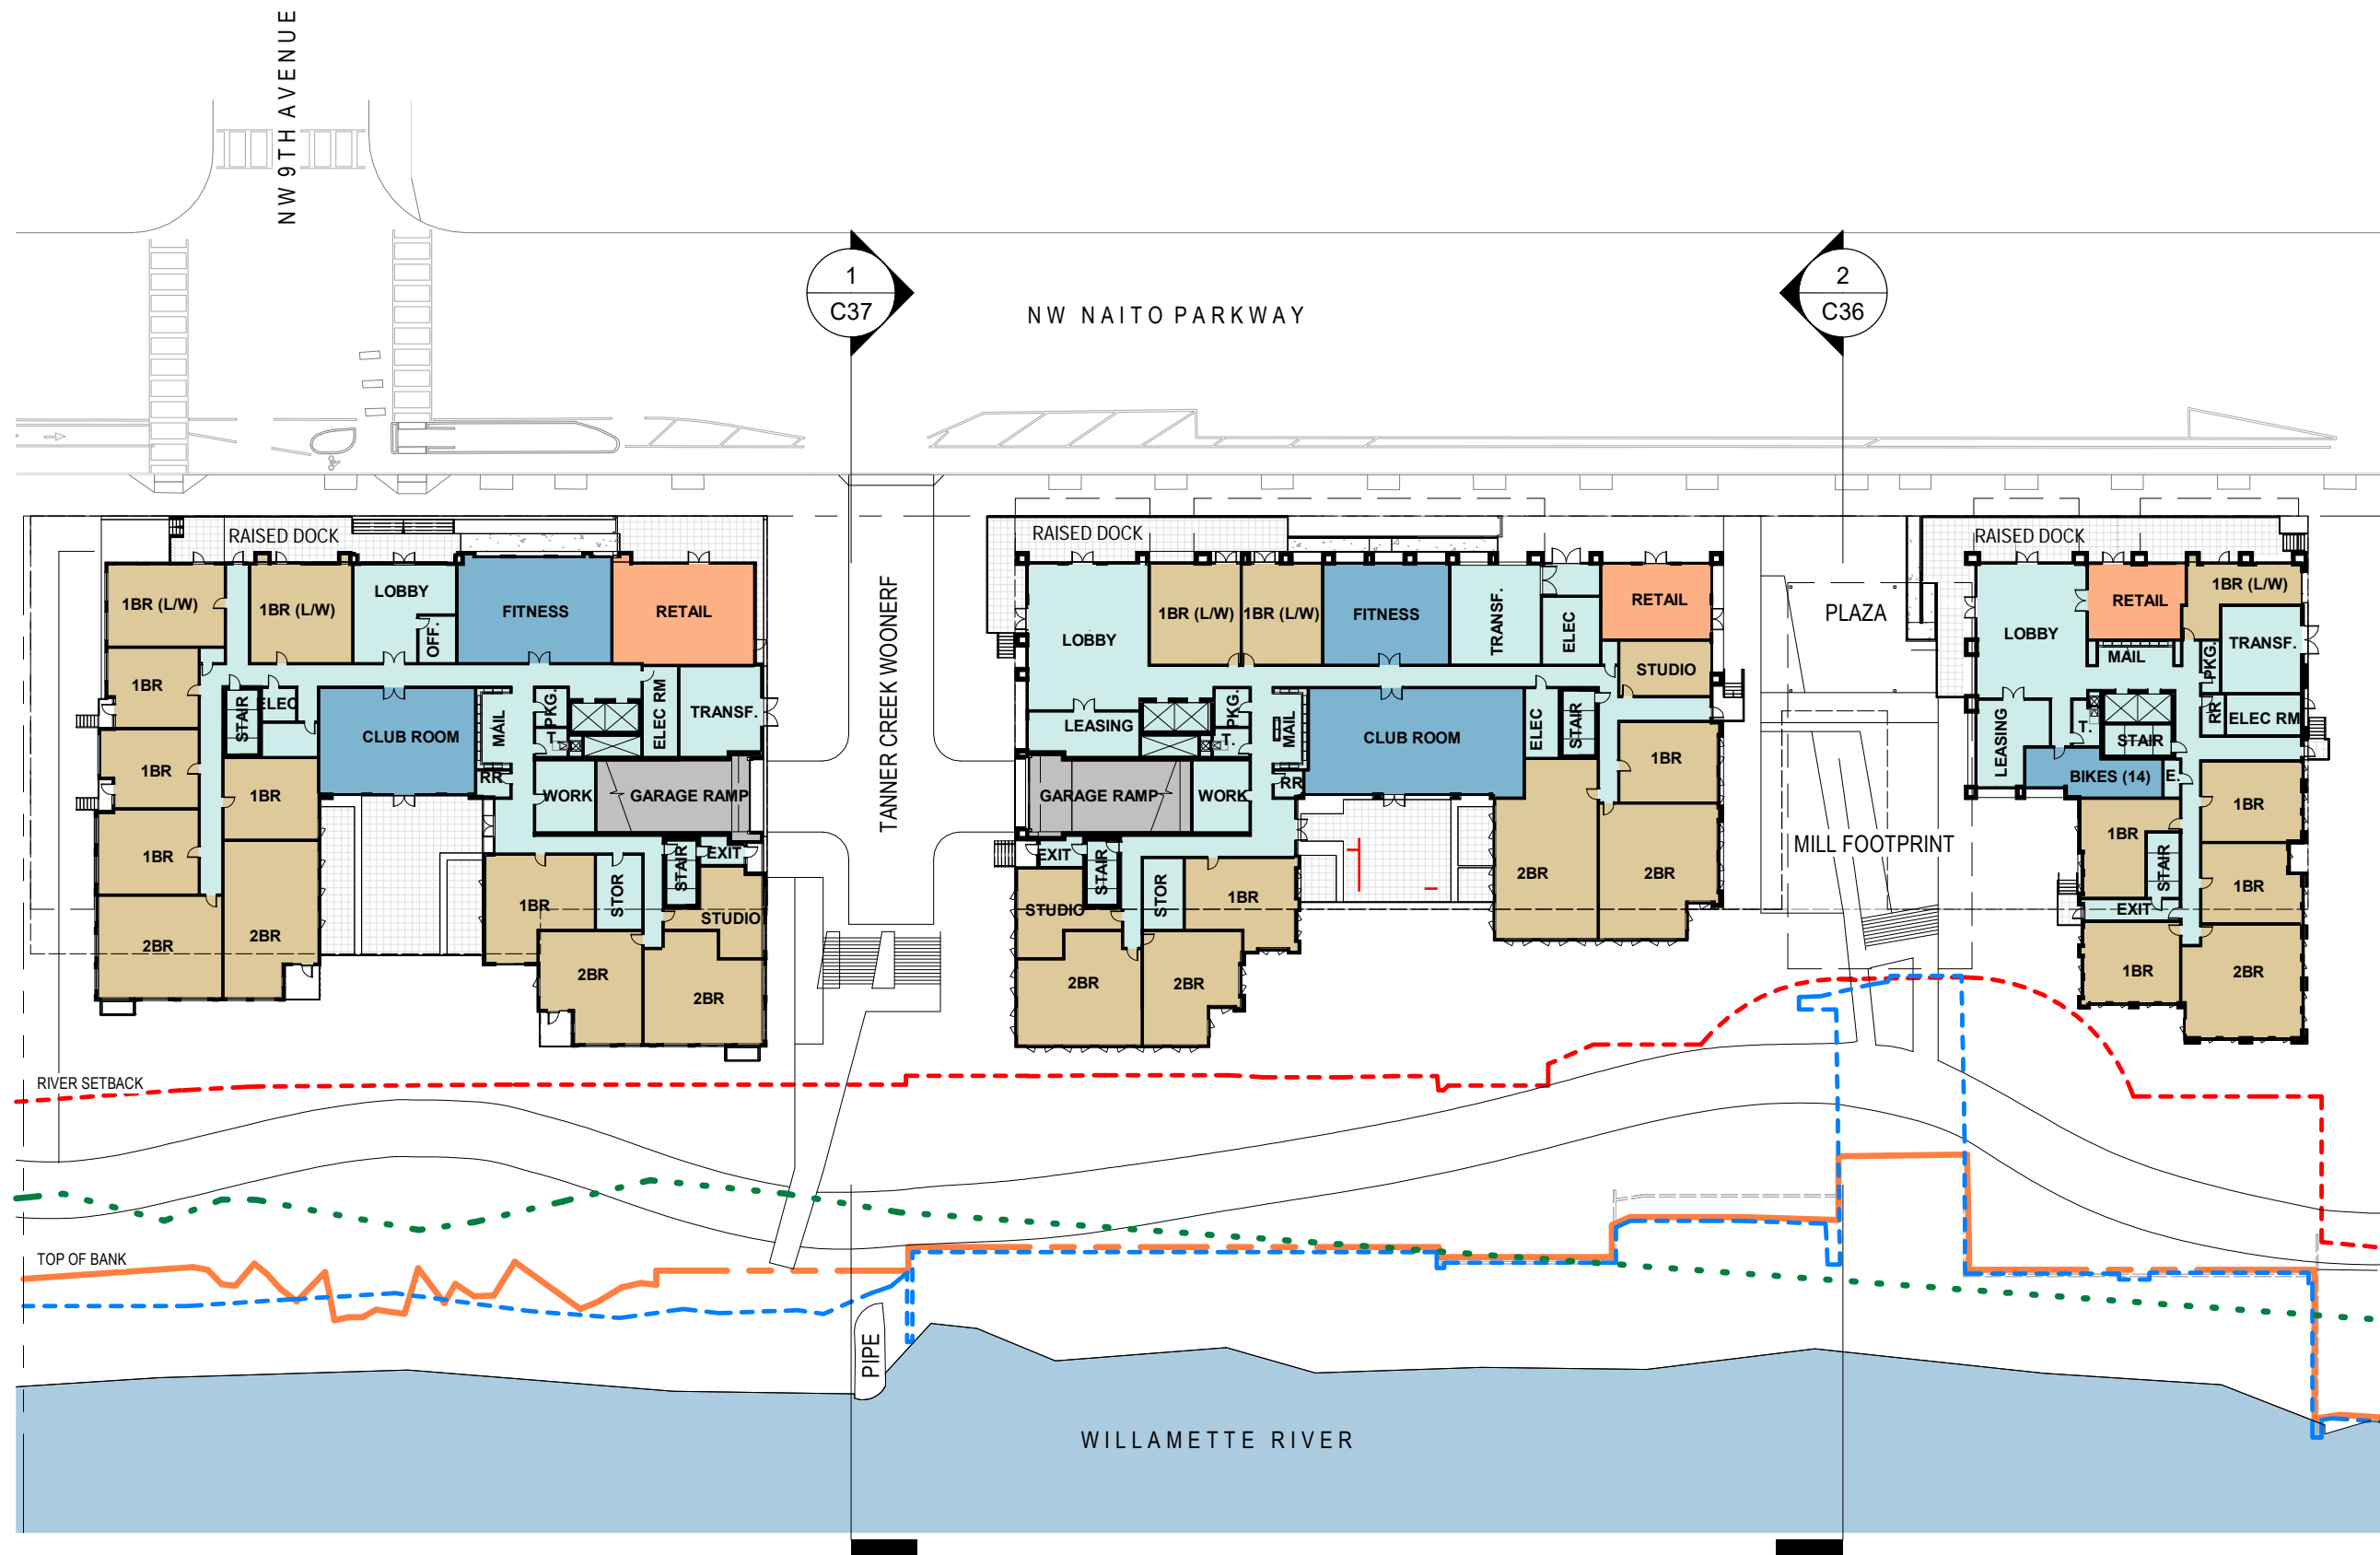 NW 9TH AVENUE
1
C37
2
C36
NW NAITO PARKWAY
RAISED DOCK
1BR (L/W)
1BR (L/W)
LOBBY
OFF.
FITNESS
RETAIL
1BR
STAIR
ELEC
CLUB ROOM
MAIL
PKG.
T.
ELEC RM
TRANSF.
1BR
1BR
RR
WORK
GARAGE RAMP
1BR
2BR
2BR
1BR
STOR
STAIR
EXIT
STUDIO
2BR
2BR
TANNER CREEK WOONERF
RAISED DOCK
LOBBY
1BR (L/W)
1BR (L/W)
FITNESS
TRANSF.
ELEC
RETAIL
STUDIO
LEASING
PKG.
T.
MAIL
CLUB ROOM
ELEC
STAIR
1BR
GARAGE RAMP
WORK
RR
EXIT
STAIR
STOR
1BR
STUDIO
2BR
2BR
2BR
2BR
PLAZA
MILL FOOTPRINT
RAISED DOCK
LOBBY
RETAIL
1BR (L/W)
MAIL
PKG.
TRANSF.
LEASING
T.
RR
ELEC RM
STAIR
BIKES (14)
E.
1BR
1BR
STAIR
1BR
EXIT
1BR
2BR
RIVER SETBACK
TOP OF BANK
PIPE
WILLAMETTE RIVER